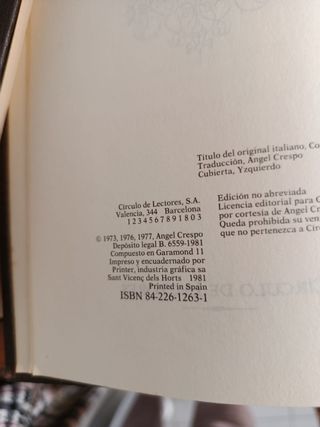 Círculo de Lectores, S.A.
Valencia, 344 Barcelona
1 2 3 4 5 6 7 8 9 1 8 0 3
© 1973, 1976, 1977, Angel Crespo
Depósito legal B. 6559-1981
Compuesto en Garamond 11
Impreso y encuadernado por
Printer, industria gráfica sa
Sant Vicenç dels Horts 1981
Printed in Spain
ISBN 84-226-1263-1
Título del original italiano, Co
Traducción, Angel Crespo
Cubierta, Yzquierdo
Edición no abreviada
Licencia editorial para C
por cortesía de Angel Cr
Queda prohibida su ven
que no pertenezca a Cír